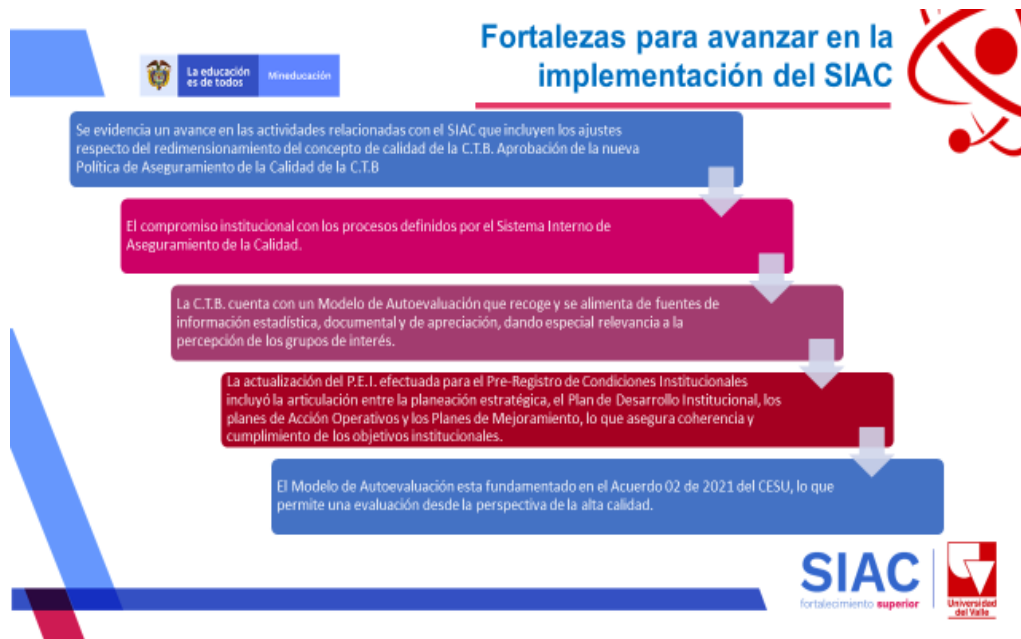 Fortalezas para avanzar en la
implementación del SIAC
La educación
es de todos
Mineducación
Se evidencia un avance en las actividades relacionadas con el SIAC que incluyen los ajustes
respecto del redimensionamiento del concepto de calidad de la C.T.B. Aprobación de la nueva
Política de Aseguramiento de la Calidad de la C.T.B
El compromiso institucional con los procesos definidos por el Sistema Interno de
Aseguramiento de la Calidad.
La C.T.B. cuenta con un Modelo de Autoevaluación que recoge y se alimenta de fuentes de
información estadística, documental y de apreciación, dando especial relevancia a la
percepción de los grupos de interés.
La actualización del P.E.I. efectuada para el Pre-Registro de Condiciones Institucionales
incluyó la articulación entre la planeación estratégica, el Plan de Desarrollo Institucional, los
planes de Acción Operativos y los Planes de Mejoramiento, lo que asegura coherencia y
cumplimiento de los objetivos institucionales.
El Modelo de Autoevaluación esta fundamentado en el Acuerdo 02 de 2021 del CESU, lo que
permite una evaluación desde la perspectiva de la alta calidad.
SIAC
fortalecimiento superior
Universidad
del Valle